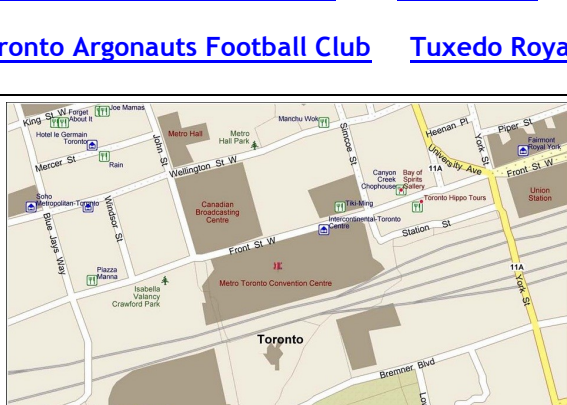 ronto Argonauts Football Club Tuxedo Roya
King St W
Forget About It
Joe Mamas
Hotel le Germain Toronto
Mercer St
Rain
John St
Metro Hall
Metro Hall Park
Manchu Wok
Simcoe St
Heenan Pl
York St
Piper St
Fairmont Royal York
University Ave
11A
Front St W
Union Station
Wellington St W
Canyon Creek Chophouse
Bay of Spirits Gallery
Toronto Hippo Tours
Soho Metropolitan-Toronto
Windsor St
Blue Jays Way
Canadian Broadcasting Centre
Tiki-Ming
Intercontinental-Toronto Centre
Station St
Front St W
Piazza Manna
Isabella Valancy Crawford Park
Metro Toronto Convention Centre
11A
York St
Toronto
Bremner Blvd